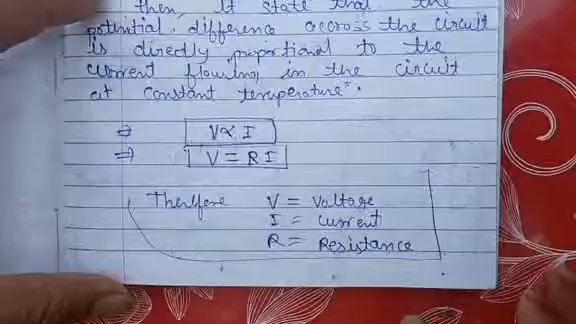 then, It state that the
potential difference accross the circuit
is directly proportional to the
current flowing in the circuit
at constant temperature".
⇒ V ∝ I
⇒ V = R I
Therefore V = Voltage
I = Current
R = Resistance